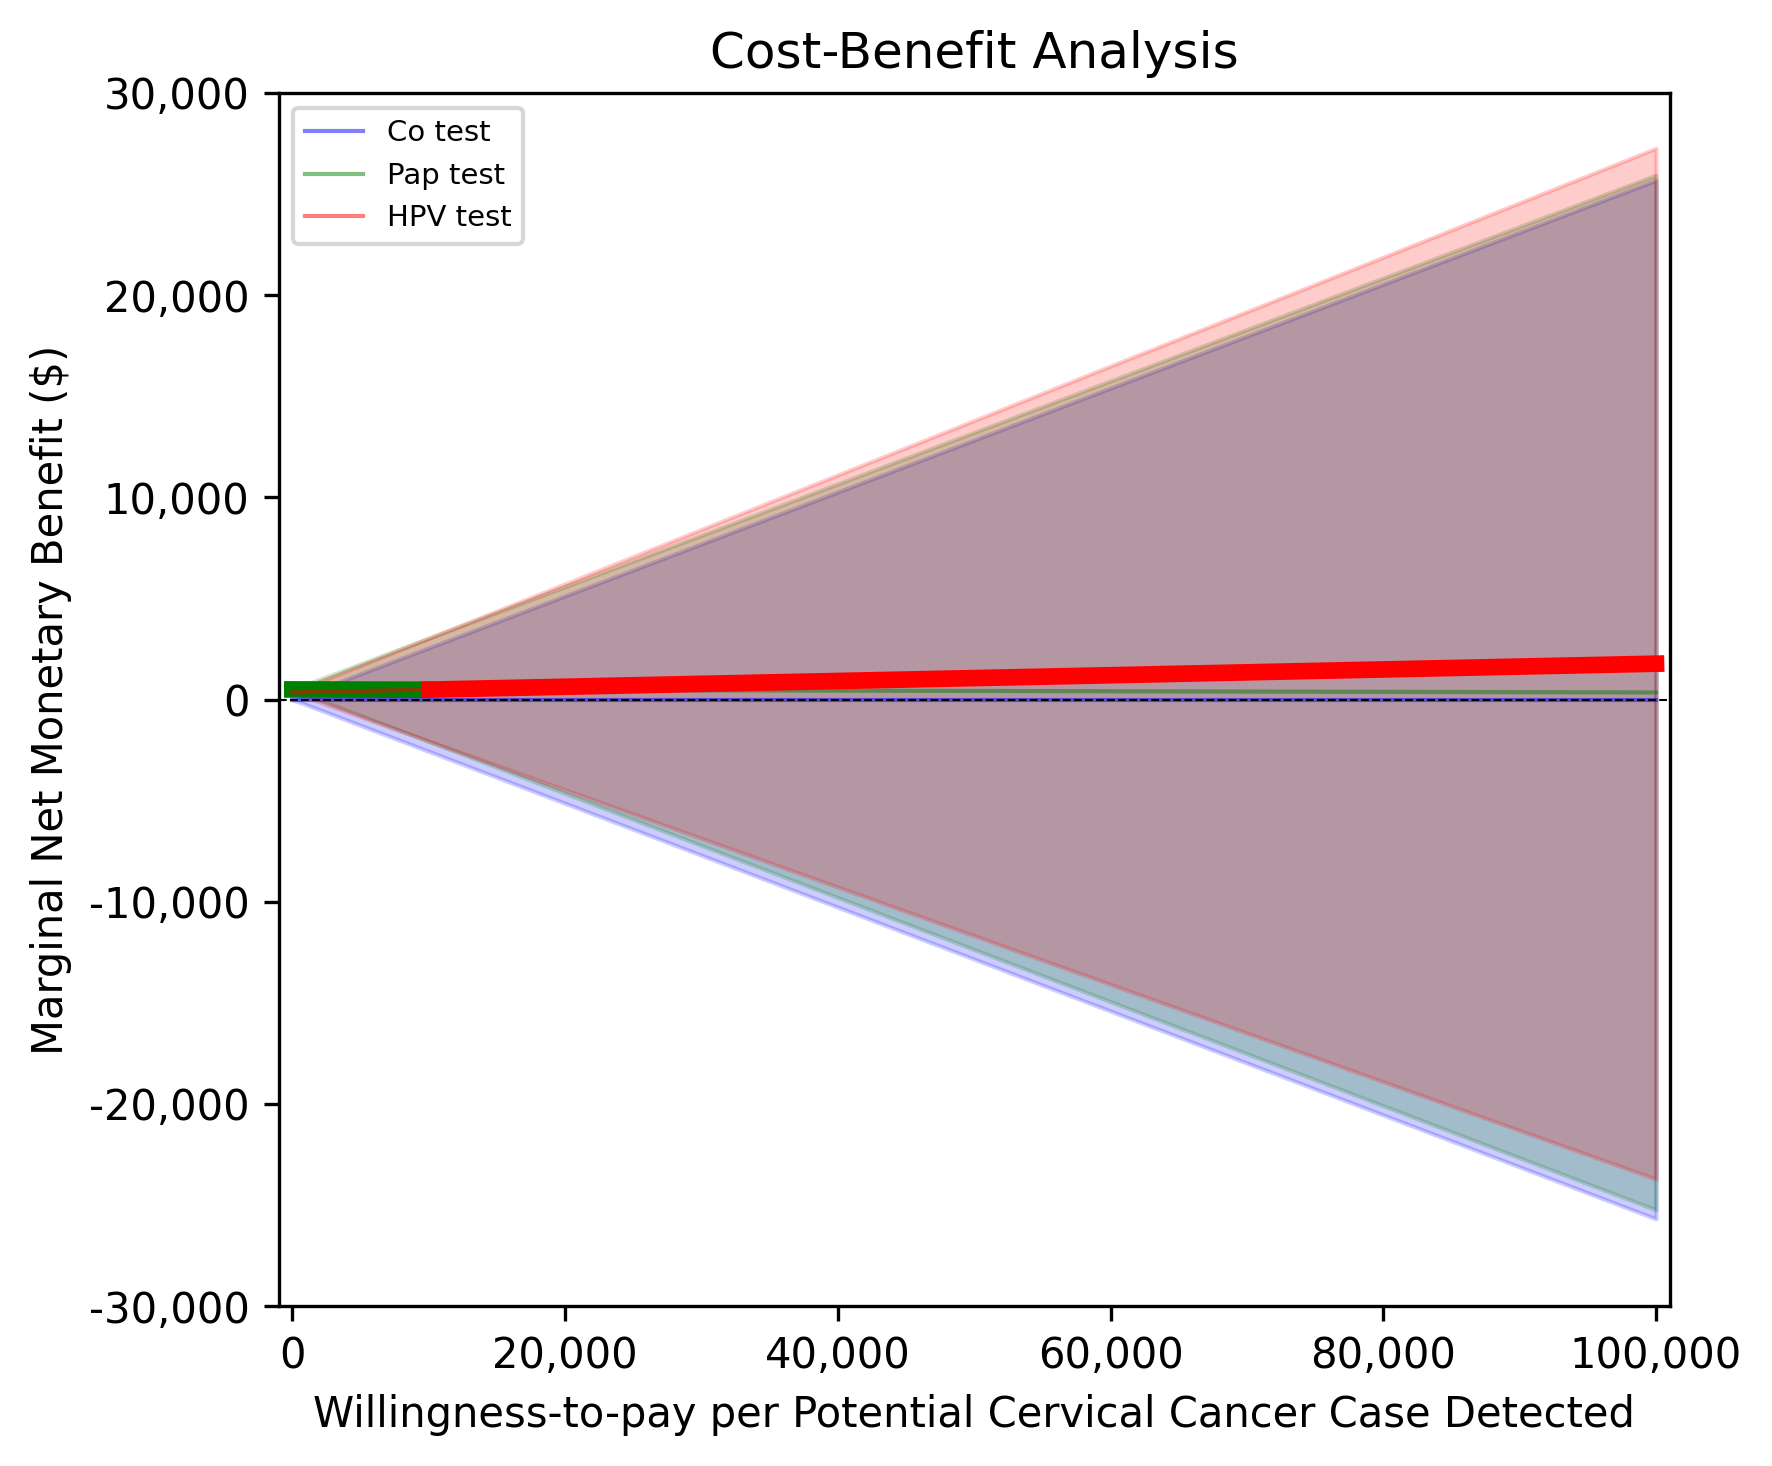 Cost-Benefit Analysis
Co test
Pap test
HPV test
Marginal Net Monetary Benefit ($)
30,000
20,000
10,000
0
-10,000
-20,000
-30,000
0 20,000 40,000 60,000 80,000 100,000
Willingness-to-pay per Potential Cervical Cancer Case Detected